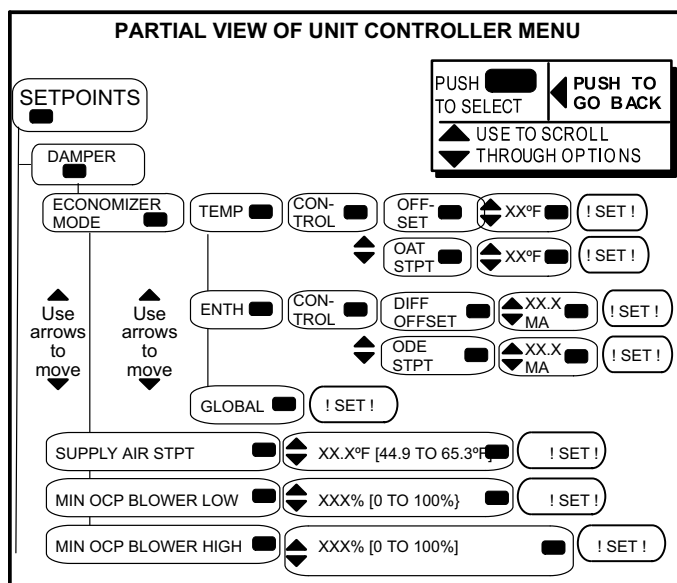 PARTIAL VIEW OF UNIT CONTROLLER MENU
PUSH
TO SELECT
PUSH TO
GO BACK
USE TO SCROLL
THROUGH OPTIONS
SETPOINTS
DAMPER
ECONOMIZER
MODE
TEMP
CON-
TROL
OFF-
SET
XXºF
! SET !
OAT
STPT
XXºF
! SET !
Use
arrows
to
move
Use
arrows
to
move
ENTH
CON-
TROL
DIFF
OFFSET
XX.X
MA
! SET !
ODE
STPT
XX.X
MA
! SET !
GLOBAL
! SET !
SUPPLY AIR STPT
XX.XºF [44.9 TO 65.3ºF]
! SET !
MIN OCP BLOWER LOW
XXX% [0 TO 100%}
! SET !
MIN OCP BLOWER HIGH
XXX% [0 TO 100%]
! SET !